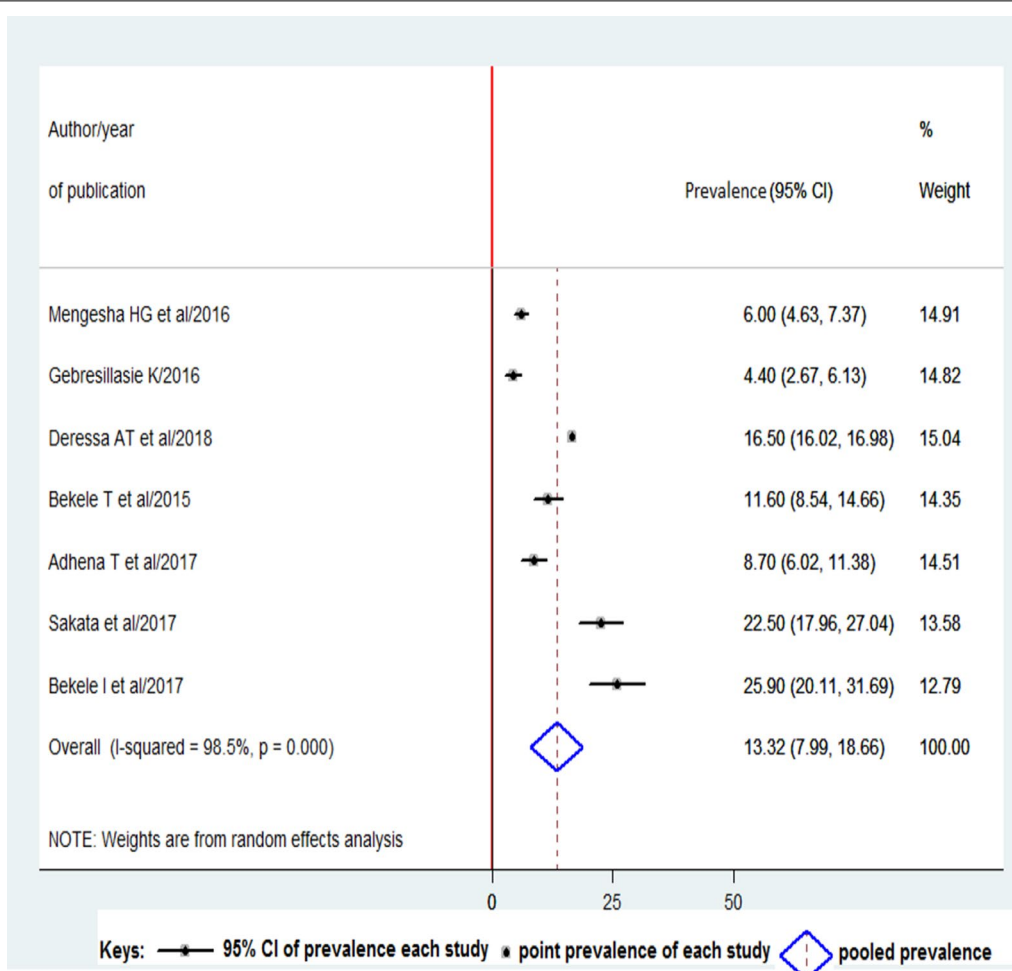 Author/year %
of publication Prevalence (95% CI) Weight
Mengesha HG et al/2016 6.00 (4.63, 7.37) 14.91
Gebresillasie K/2016 4.40 (2.67, 6.13) 14.82
Deressa AT et al/2018 16.50 (16.02, 16.98) 15.04
Bekele T et al/2015 11.60 (8.54, 14.66) 14.35
Adhena T et al/2017 8.70 (6.02, 11.38) 14.51
Sakata et al/2017 22.50 (17.96, 27.04) 13.58
Bekele I et al/2017 25.90 (20.11, 31.69) 12.79
Overall (I-squared = 98.5%, p = 0.000) 13.32 (7.99, 18.66) 100.00
NOTE: Weights are from random effects analysis
0 25 50
Keys: 95% CI of prevalence each study point prevalence of each study pooled prevalence